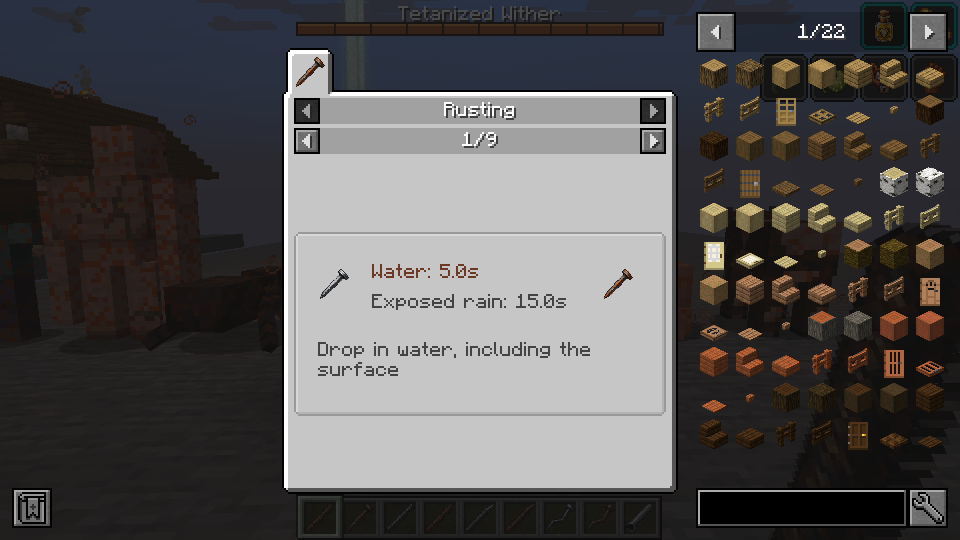 Tetanized Wither
1/22
Rusting
1/9
Water: 5.0s
Exposed rain: 15.0s
Drop in water, including the
surface